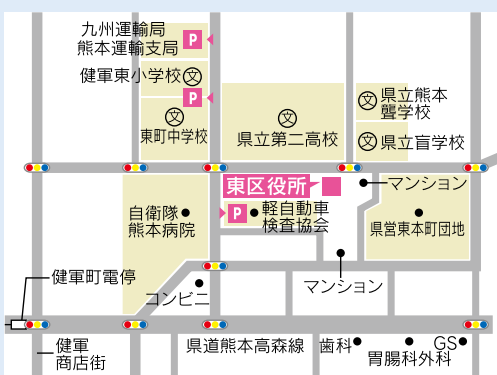 九州運輸局
熊本運輸支局
P
健軍東小学校
文
P
文
東町中学校
文
県立第二高校
文
県立熊本
聾学校
文
県立盲学校
東区役所
マンション
P
軽自動車
検査協会
自衛隊
熊本病院
県営東本町団地
健軍町電停
コンビニ
マンション
健軍
商店街
県道熊本高森線
歯科
胃腸科外科
GS